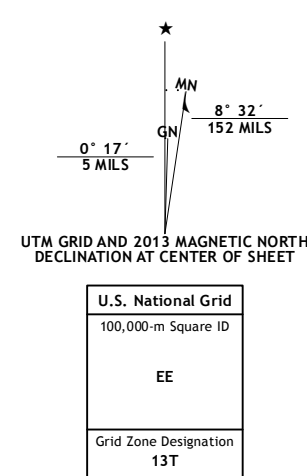 ★
MN
GN
8° 32´
152 MILS
0° 17´
5 MILS
UTM GRID AND 2013 MAGNETIC NORTH
DECLINATION AT CENTER OF SHEET
U.S. National Grid
100,000-m Square ID
EE
Grid Zone Designation
13T